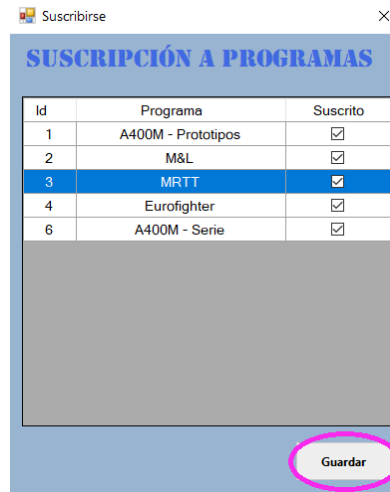 Suscribirse
SUSCRIPCIÓN A PROGRAMAS
Id Programa Suscrito
1 A400M - Prototipos
2 M&L
3 MRTT
4 Eurofighter
6 A400M - Serie
Guardar